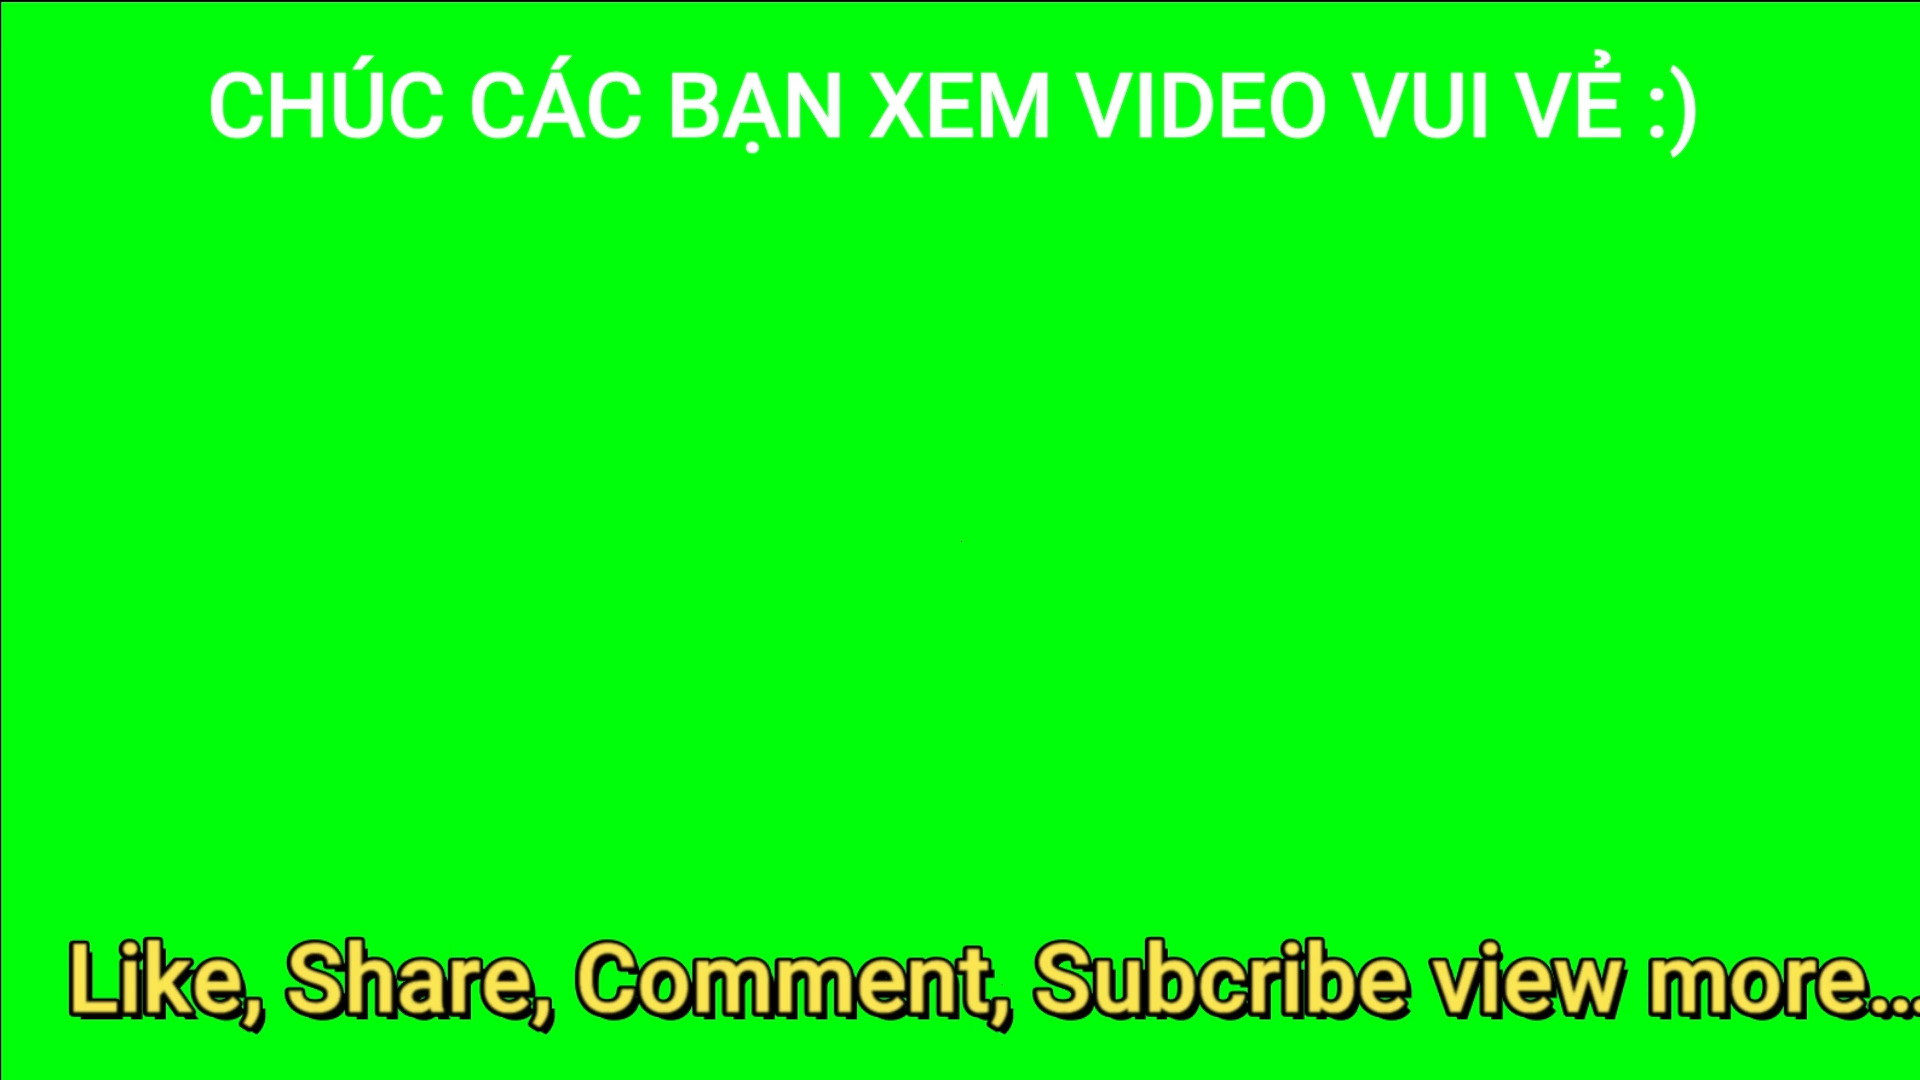 CHÚC CÁC BẠN XEM VIDEO VUI VẺ :)
Like, Share, Comment, Subcribe view more...